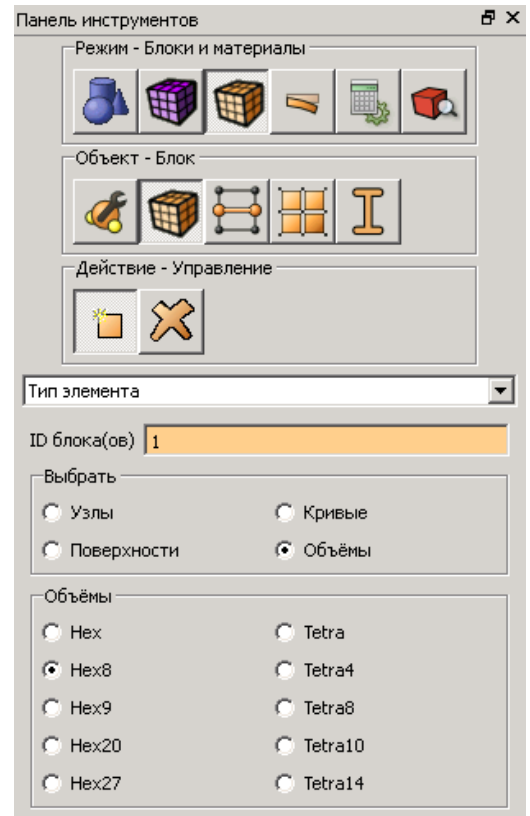 Панель инструментов
Режим - Блоки и материалы
Объект - Блок
Действие - Управление
Тип элемента
ID блока(ов) 1
Выбрать
Узлы Кривые
Поверхности Объёмы
Объёмы
Hex Tetra
Hex8 Tetra4
Hex9 Tetra8
Hex20 Tetra10
Hex27 Tetra14